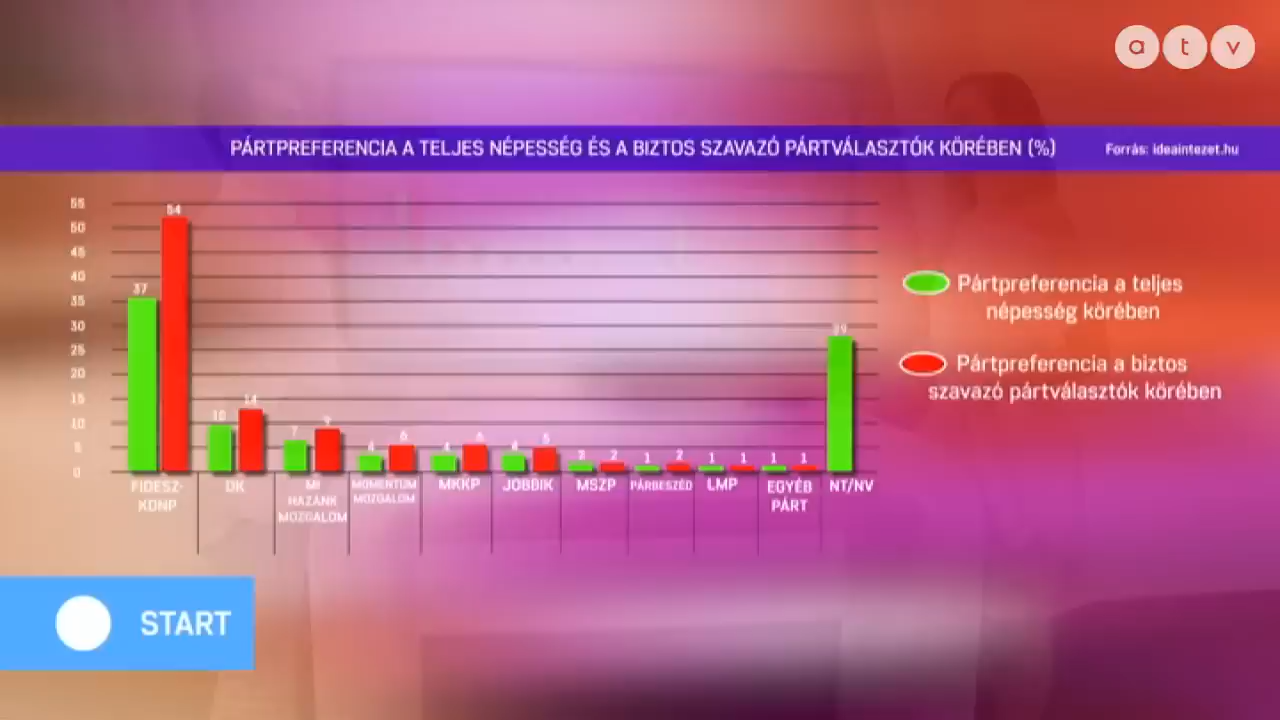 a t v
PÁRTPREFERENCIA A TELJES NÉPESSÉG ÉS A BIZTOS SZAVAZÓ PÁRTVÁLASZTÓK KÖRÉBEN (%)
Forrás: ideaintezet.hu
55
50
45
40
35
30
25
20
15
10
5
0
37
54
10
14
7
9
4
6
4
6
4
5
2
1
2
1
1
1
1
29
FIDESZ-
KDNP
DK
MI
HAZÁNK
MOZGALOM
MOMENTUM
MOZGALOM
MKKP
JOBBIK
MSZP
PÁRBESZÉD
LMP
EGYÉB
PÁRT
NT/NV
Pártpreferencia a teljes
népesség körében
Pártpreferencia a biztos
szavazó pártválasztók körében
START